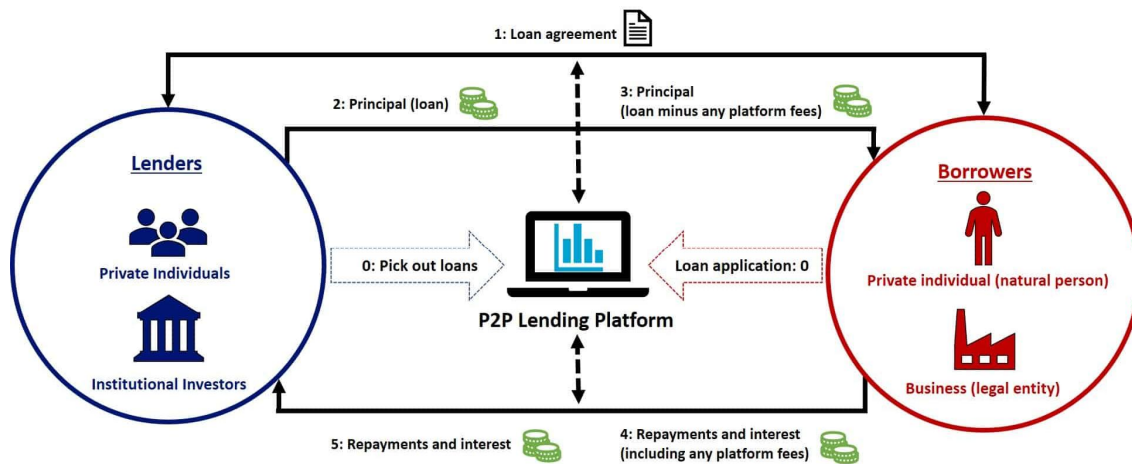 1: Loan agreement
2: Principal (loan)
3: Principal
(loan minus any platform fees)
Lenders
Private Individuals
Institutional Investors
0: Pick out loans
P2P Lending Platform
Loan application: 0
Borrowers
Private individual (natural person)
Business (legal entity)
5: Repayments and interest
4: Repayments and interest
(including any platform fees)